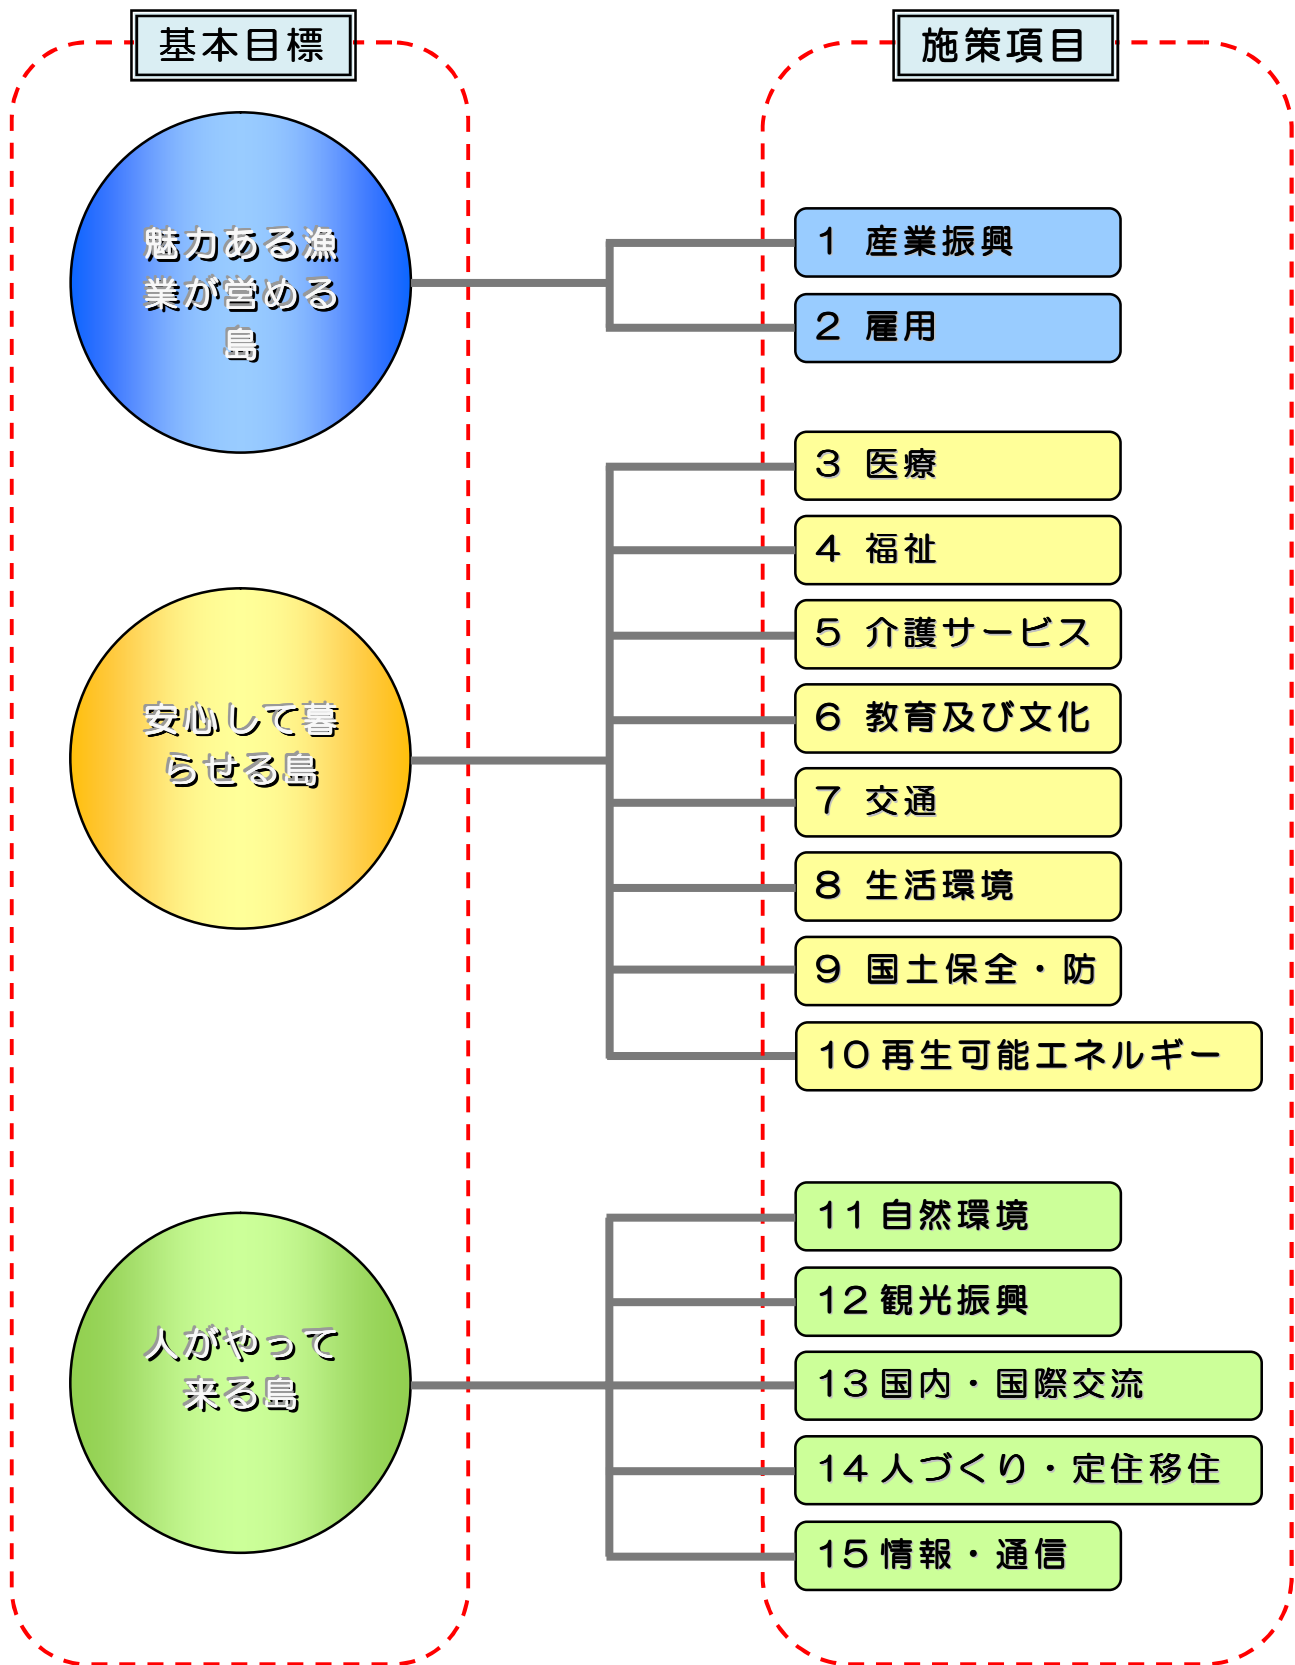 基本目標
魅力ある漁
業が営める
島
安心して暮
らせる島
人がやって
来る島
施策項目
１ 産業振興
２ 雇用
３ 医療
４ 福祉
５ 介護サービス
６ 教育及び文化
７ 交通
８ 生活環境
９ 国土保全・防
10 再生可能エネルギー
11 自然環境
12 観光振興
13 国内・国際交流
14 人づくり・定住移住
15 情報・通信